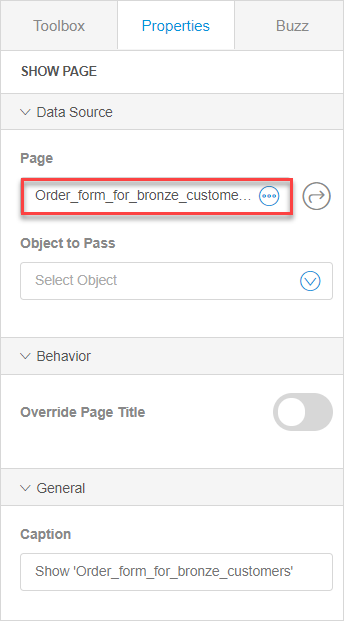 Toolbox Properties Buzz
SHOW PAGE
Data Source
Page
Order_form_for_bronze_custome...
Object to Pass
Select Object
Behavior
Override Page Title
General
Caption
Show 'Order_form_for_bronze_customers'